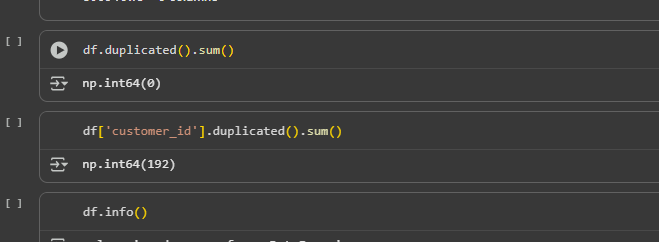 [ ]
df.duplicated().sum()
np.int64(0)
[ ]
df['customer_id'].duplicated().sum()
np.int64(192)
[ ]
df.info()